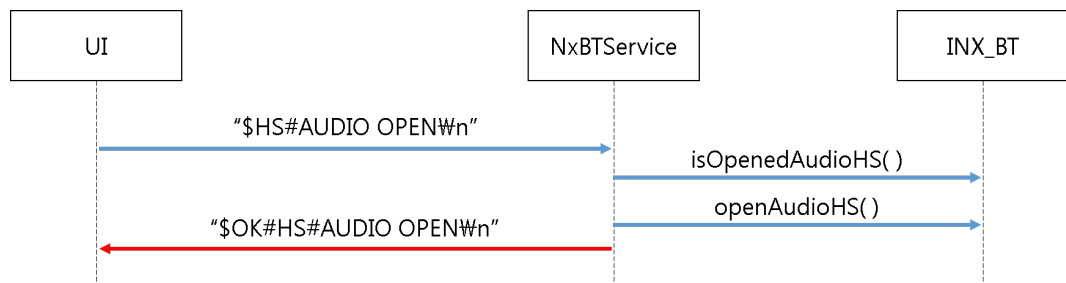 UI
NxBTService
INX_BT
“$HS#AUDIO OPEN₩n”
isOpenedAudioHS( )
openAudioHS( )
“$OK#HS#AUDIO OPEN₩n”